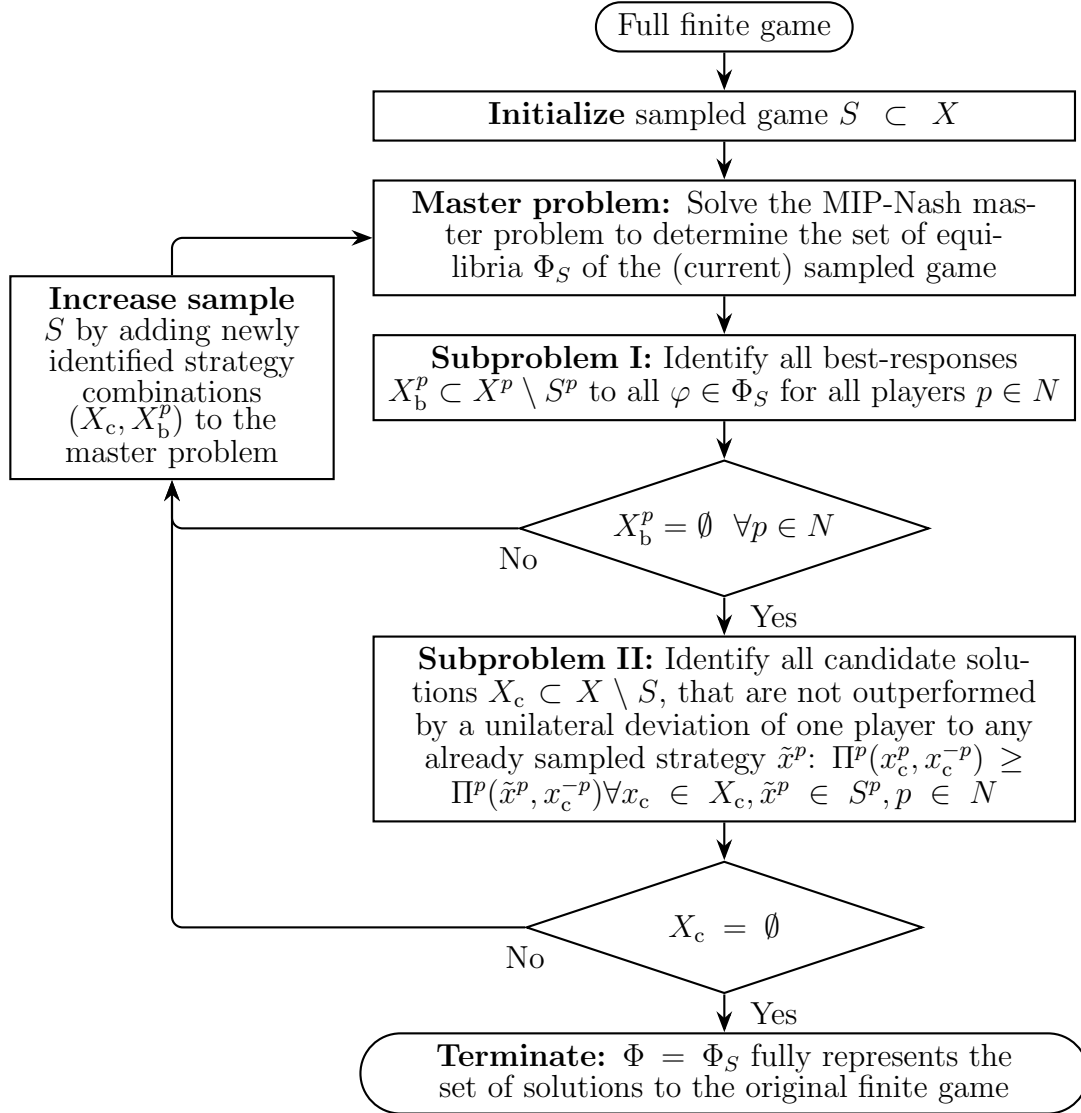 Full finite game
Initialize sampled game S ⊂ X
Master problem: Solve the MIP-Nash mas-
ter problem to determine the set of equi-
libria Φ_S of the (current) sampled game
Increase sample
S by adding newly
identified strategy
combinations
(X_c, X_b^p) to the
master problem
Subproblem I: Identify all best-responses
X_b^p ⊂ X^p \ S^p to all φ ∈ Φ_S for all players p ∈ N
X_b^p = ∅ ∀p ∈ N
No
Yes
Subproblem II: Identify all candidate solu-
tions X_c ⊂ X \ S, that are not outperformed
by a unilateral deviation of one player to any
already sampled strategy x̃^p: Π^p(x_c^p, x_c^{-p}) ≥
Π^p(x̃^p, x_c^{-p})∀x_c ∈ X_c, x̃^p ∈ S^p, p ∈ N
X_c = ∅
No
Yes
Terminate: Φ = Φ_S fully represents the
set of solutions to the original finite game